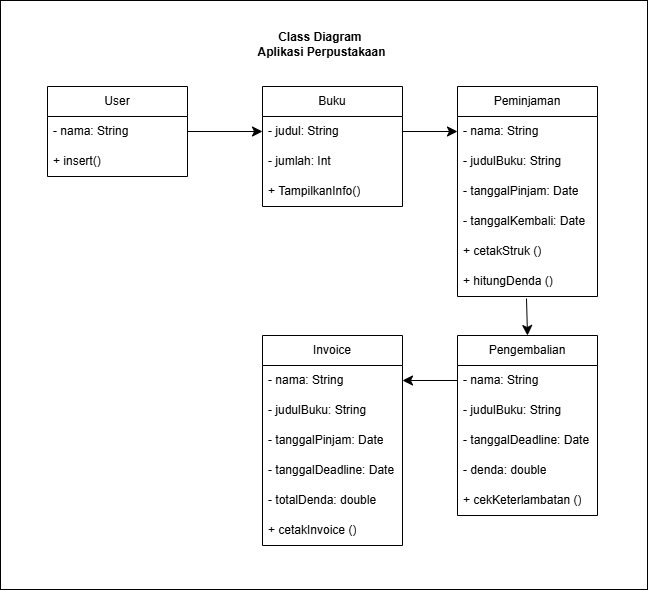 Class Diagram
Aplikasi Perpustakaan
User
- nama: String
+ insert()
Buku
- judul: String
- jumlah: Int
+ TampilkanInfo()
Peminjaman
- nama: String
- judulBuku: String
- tanggalPinjam: Date
- tanggalKembali: Date
+ cetakStruk ()
+ hitungDenda ()
Invoice
- nama: String
- judulBuku: String
- tanggalPinjam: Date
- tanggalDeadline: Date
- totalDenda: double
+ cetakInvoice ()
Pengembalian
- nama: String
- judulBuku: String
- tanggalDeadline: Date
- denda: double
+ cekKeterlambatan ()